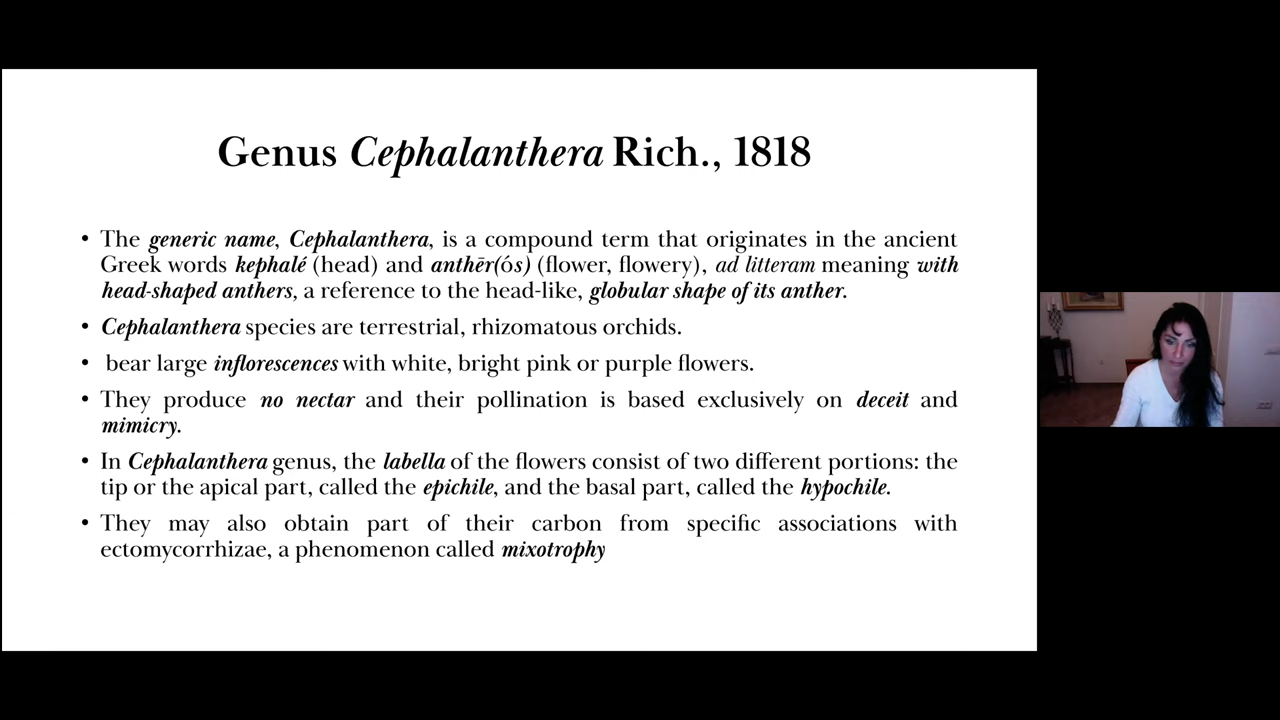 Genus Cephalanthera Rich., 1818
• The generic name, Cephalanthera, is a compound term that originates in the ancient
Greek words kephalé (head) and anthēr(ós) (flower, flowery), ad litteram meaning with
head-shaped anthers, a reference to the head-like, globular shape of its anther.
• Cephalanthera species are terrestrial, rhizomatous orchids.
• bear large inflorescences with white, bright pink or purple flowers.
• They produce no nectar and their pollination is based exclusively on deceit and
mimicry.
• In Cephalanthera genus, the labella of the flowers consist of two different portions: the
tip or the apical part, called the epichile, and the basal part, called the hypochile.
• They may also obtain part of their carbon from specific associations with
ectomycorrhizae, a phenomenon called mixotrophy